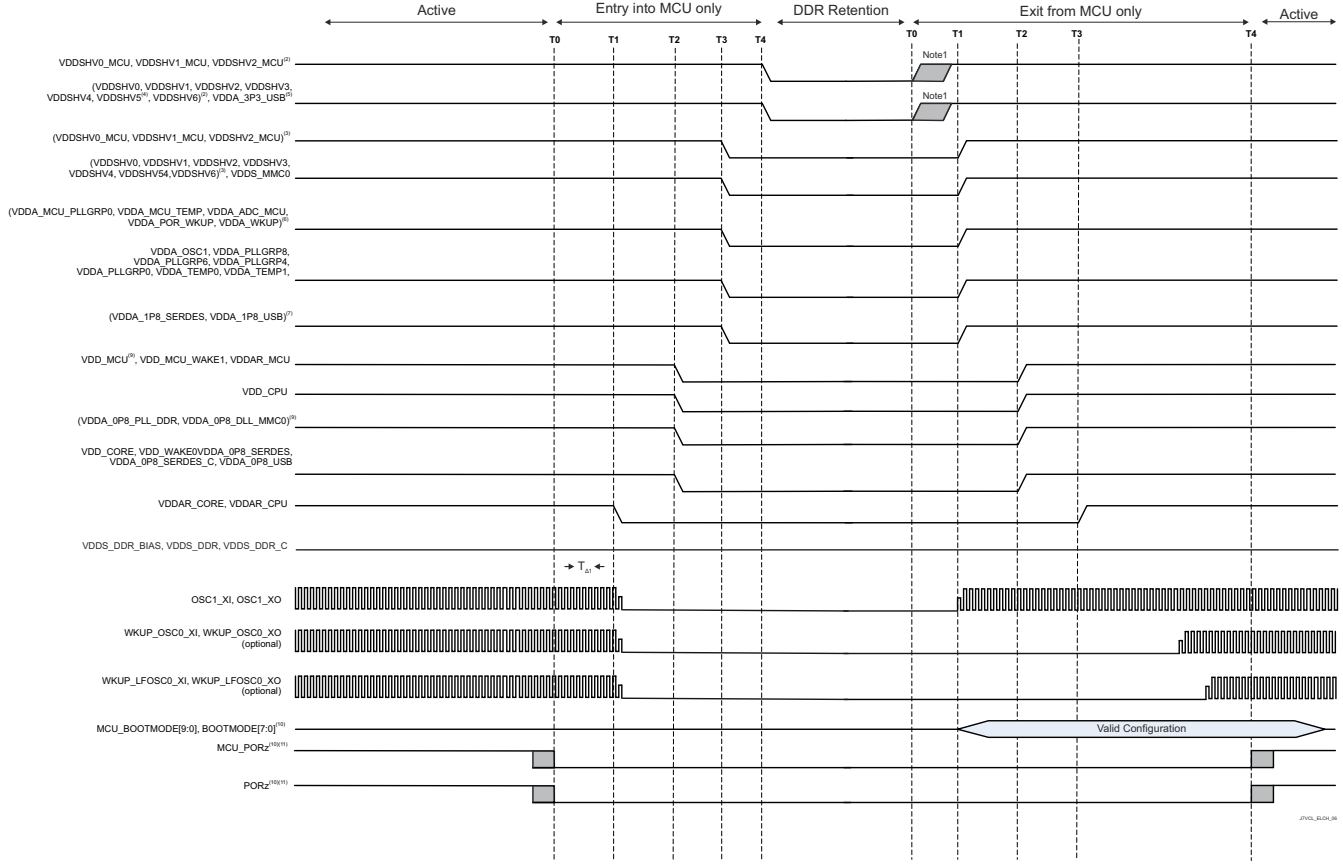 Active
Entry into MCU only
DDR Retention
Exit from MCU only
Active
T0
T1
T2
T3
T4
T0
T1
T2
T3
T4
VDDSHV0_MCU, VDDSHV1_MCU, VDDSHV2_MCU(2)
Note1
(VDDSHV0, VDDSHV1, VDDSHV2, VDDSHV3,
VDDSHV4, VDDSHV5(4), VDDSHV6)(2), VDDA_3P3_USB(5)
Note1
(VDDSHV0_MCU, VDDSHV1_MCU, VDDSHV2_MCU)(3)
(VDDSHV0, VDDSHV1, VDDSHV2, VDDSHV3,
VDDSHV4, VDDSHV54,VDDSHV6)(3), VDDS_MMC0
(VDDA_MCU_PLLGRP0, VDDA_MCU_TEMP, VDDA_ADC_MCU,
VDDA_POR_WKUP, VDDA_WKUP)(6)
VDDA_OSC1, VDDA_PLLGRP8,
VDDA_PLLGRP6, VDDA_PLLGRP4,
VDDA_PLLGRP0, VDDA_TEMP0, VDDA_TEMP1,
(VDDA_1P8_SERDES, VDDA_1P8_USB)(7)
VDD_MCU(9), VDD_MCU_WAKE1, VDDAR_MCU
VDD_CPU
(VDDA_0P8_PLL_DDR, VDDA_0P8_DLL_MMC0)(9)
VDD_CORE, VDD_WAKE0VDDA_0P8_SERDES,
VDDA_0P8_SERDES_C, VDDA_0P8_USB
VDDAR_CORE, VDDAR_CPU
VDDS_DDR_BIAS, VDDS_DDR, VDDS_DDR_C
TΔ1
OSC1_XI, OSC1_XO
WKUP_OSC0_XI, WKUP_OSC0_XO
(optional)
WKUP_LFOSC0_XI, WKUP_LFOSC0_XO
(optional)
MCU_BOOTMODE[9:0], BOOTMODE[7:0](10)
Valid Configuration
MCU_PORz(10)(11)
PORz(10)(11)
J7VCL_ELCH_06